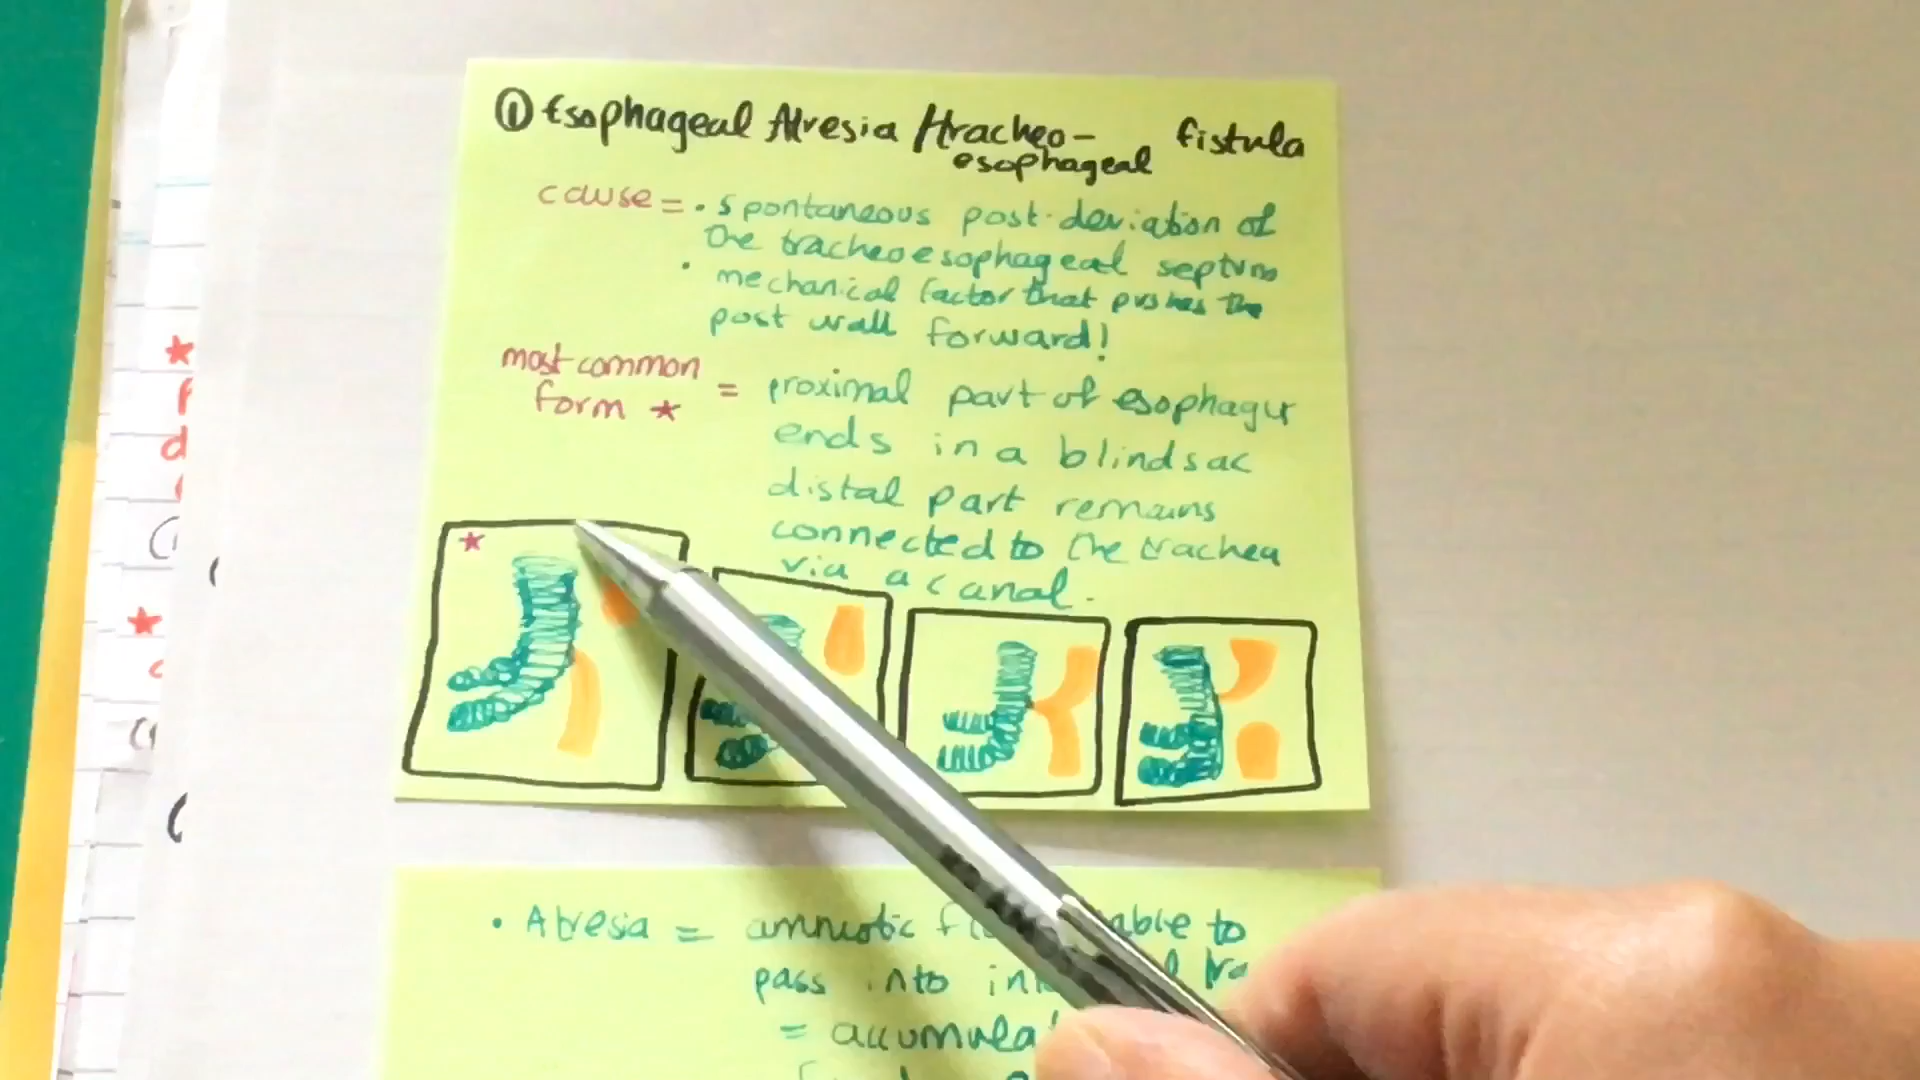 ① Esophageal Atresia / tracheo-
esophageal fistula
cause = • spontaneous post. deviation of
the tracheoesophageal septum
• mechanical factor that pushes the
post wall forward!
most common
form ★ = proximal part of esophagus
ends in a blind sac
distal part remains
connected to the trachea
via a canal.
• Atresia = amniotic able to
pass into
= accumula